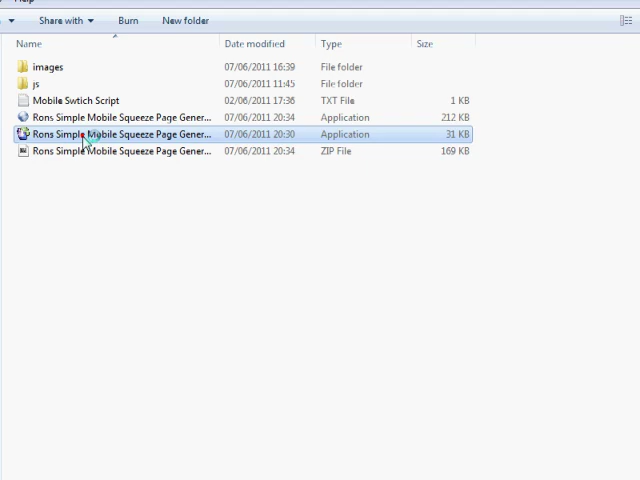 Help
Share with Burn New folder
Name Date modified Type Size
images 07/06/2011 16:39 File folder
js 07/06/2011 11:45 File folder
Mobile Swtich Script 02/06/2011 17:36 TXT File 1 KB
Rons Simple Mobile Squeeze Page Gener... 07/06/2011 20:34 Application 212 KB
Rons Simple Mobile Squeeze Page Gener... 07/06/2011 20:30 Application 31 KB
Rons Simple Mobile Squeeze Page Gener... 07/06/2011 20:34 ZIP File 169 KB